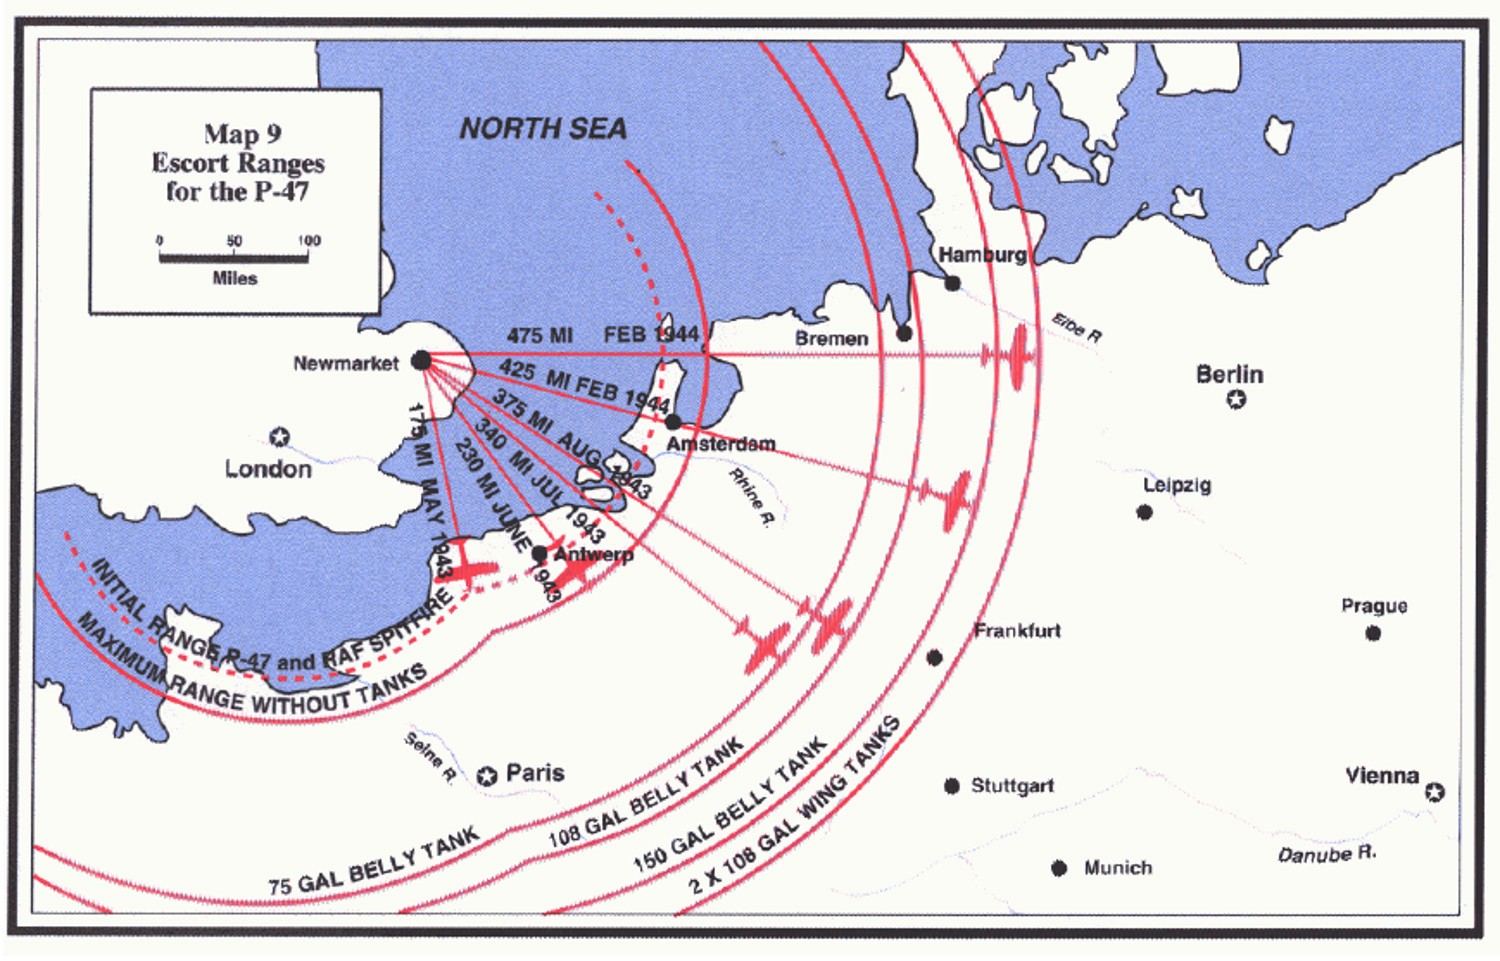 Map 9
Escort Ranges
for the P-47
0 50 100
Miles
NORTH SEA
Hamburg
Elbe R
Bremen
Berlin
Newmarket
475 MI FEB 1944
425 MI FEB 1944
375 MI AUG 1943
340 MI JUL 1943
230 MI JUNE 1943
175 MI MAY 1943
London
Amsterdam
Rhine R.
Leipzig
Antwerp
INITIAL RANGE P-47 and RAF SPITFIRE
MAXIMUM RANGE WITHOUT TANKS
Prague
Frankfurt
Seine R.
Paris
Stuttgart
Vienna
Munich
Danube R.
75 GAL BELLY TANK
108 GAL BELLY TANK
150 GAL BELLY TANK
2 X 108 GAL WING TANKS